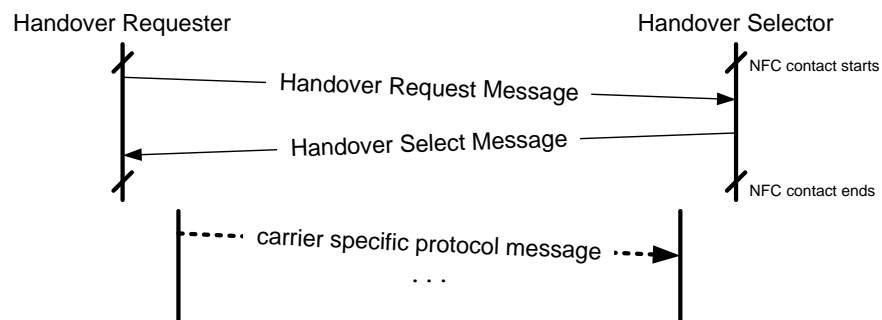 Handover Requester
Handover Selector
NFC contact starts
Handover Request Message
Handover Select Message
NFC contact ends
carrier specific protocol message
. . .